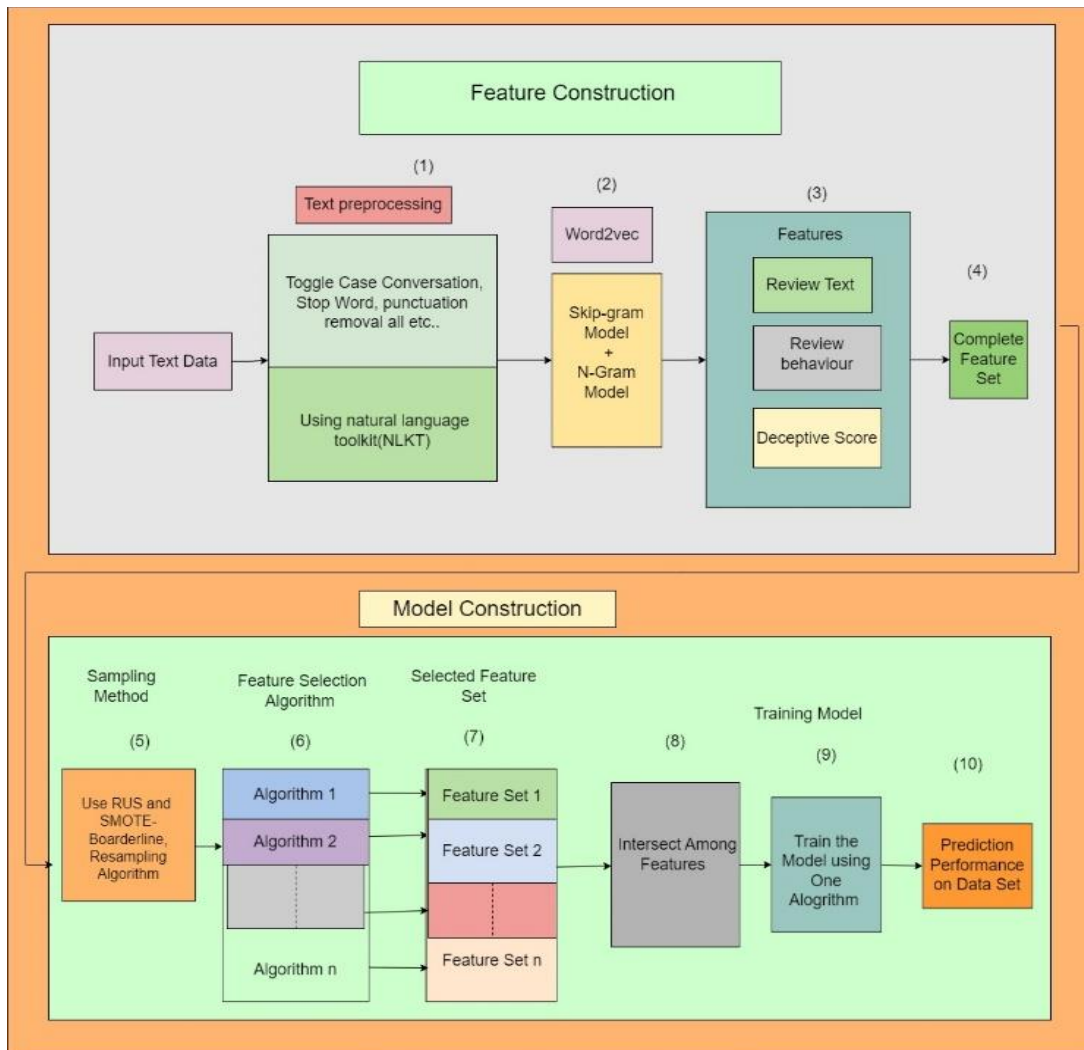 Feature Construction
(1)
Text preprocessing
Toggle Case Conversation,
Stop Word, punctuation
removal all etc..
Using natural language
toolkit(NLKT)
Input Text Data
(2)
Word2vec
Skip-gram
Model
+
N-Gram
Model
(3)
Features
Review Text
Review
behaviour
Deceptive Score
(4)
Complete
Feature
Set
Model Construction
Sampling
Method
(5)
Use RUS and
SMOTE-
Boarderline,
Resampling
Algorithm
Feature Selection
Algorithm
(6)
Algorithm 1
Algorithm 2
Algorithm n
Selected Feature
Set
(7)
Feature Set 1
Feature Set 2
Feature Set n
(8)
Intersect Among
Features
Training Model
(9)
Train the
Model using
One
Alogrithm
(10)
Prediction
Performance
on Data Set